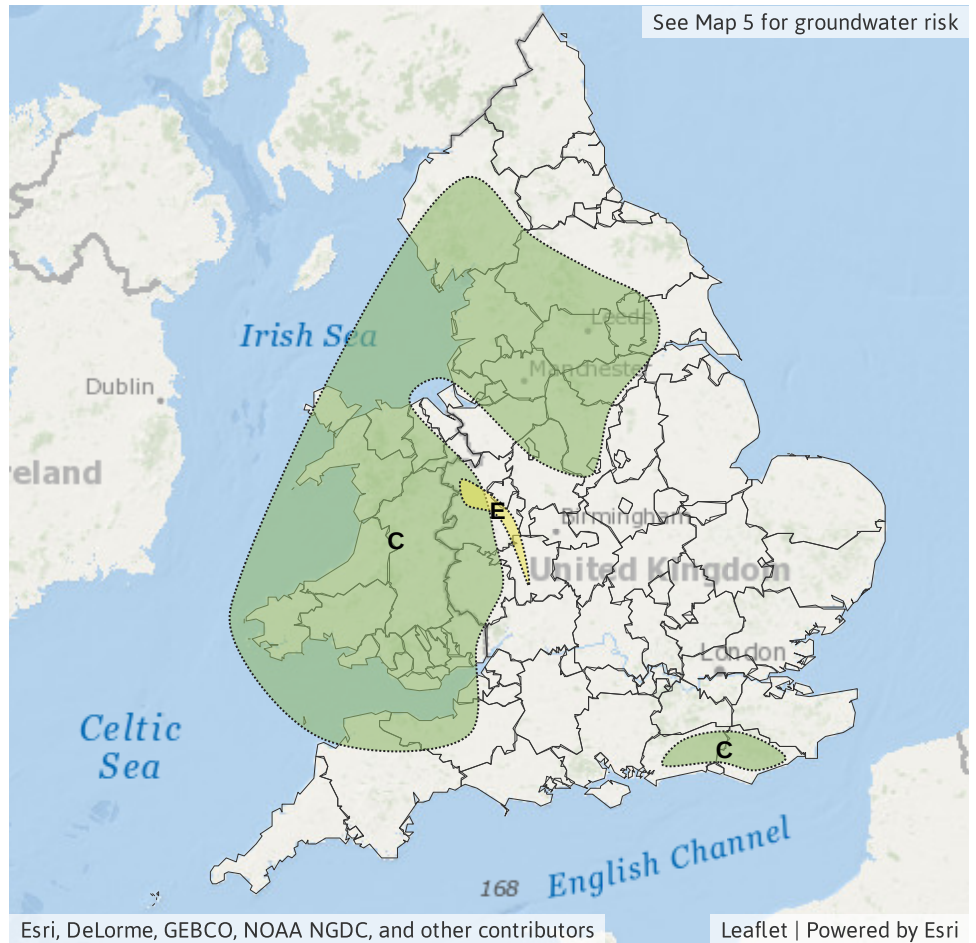 See Map 5 for groundwater risk
Irish Sea
Leeds
Manchester
Dublin
reland
E
Birmingham
C
United Kingdom
London
Celtic
Sea
C
English Channel
168
Esri, DeLorme, GEBCO, NOAA NGDC, and other contributors
Leaflet | Powered by Esri